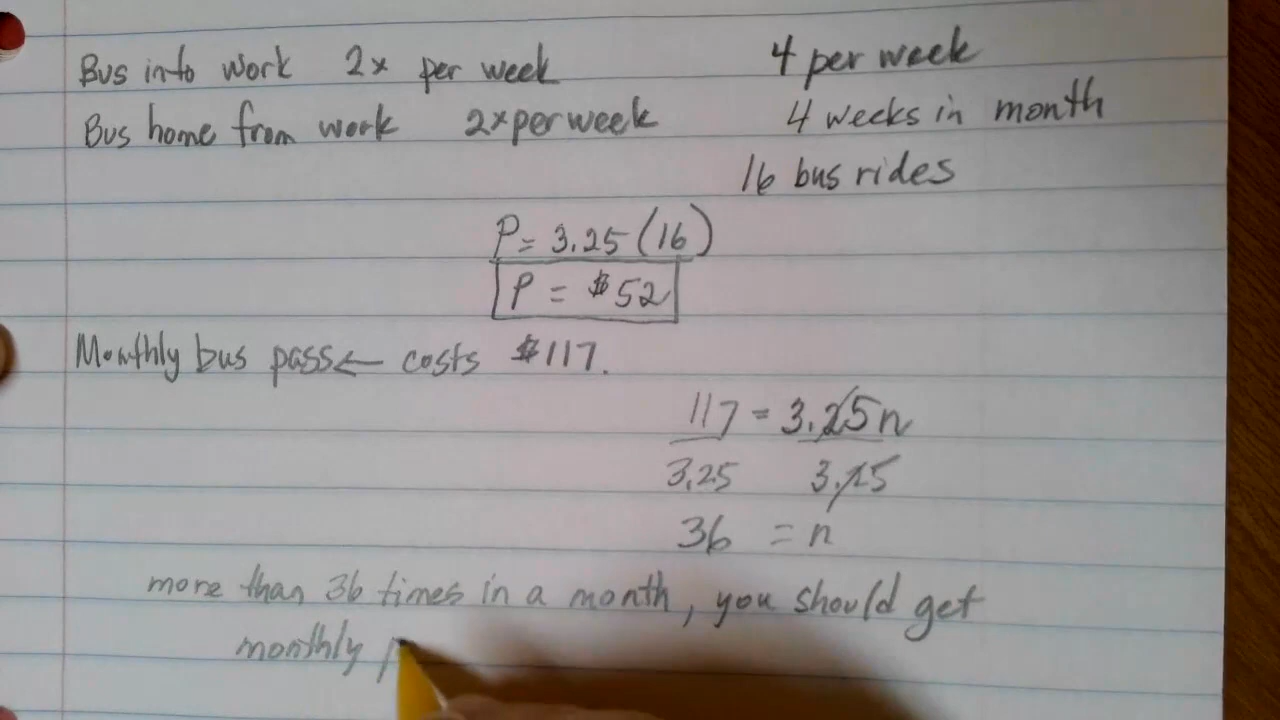 Bus into work 2x per week 4 per week
Bus home from work 2x per week 4 weeks in month
16 bus rides
P = 3.25 (16)
P = $52
Monthly bus pass ← costs $117.
117 = 3.25n
3.25 3.25
36 = n
more than 36 times in a month, you should get
monthly p